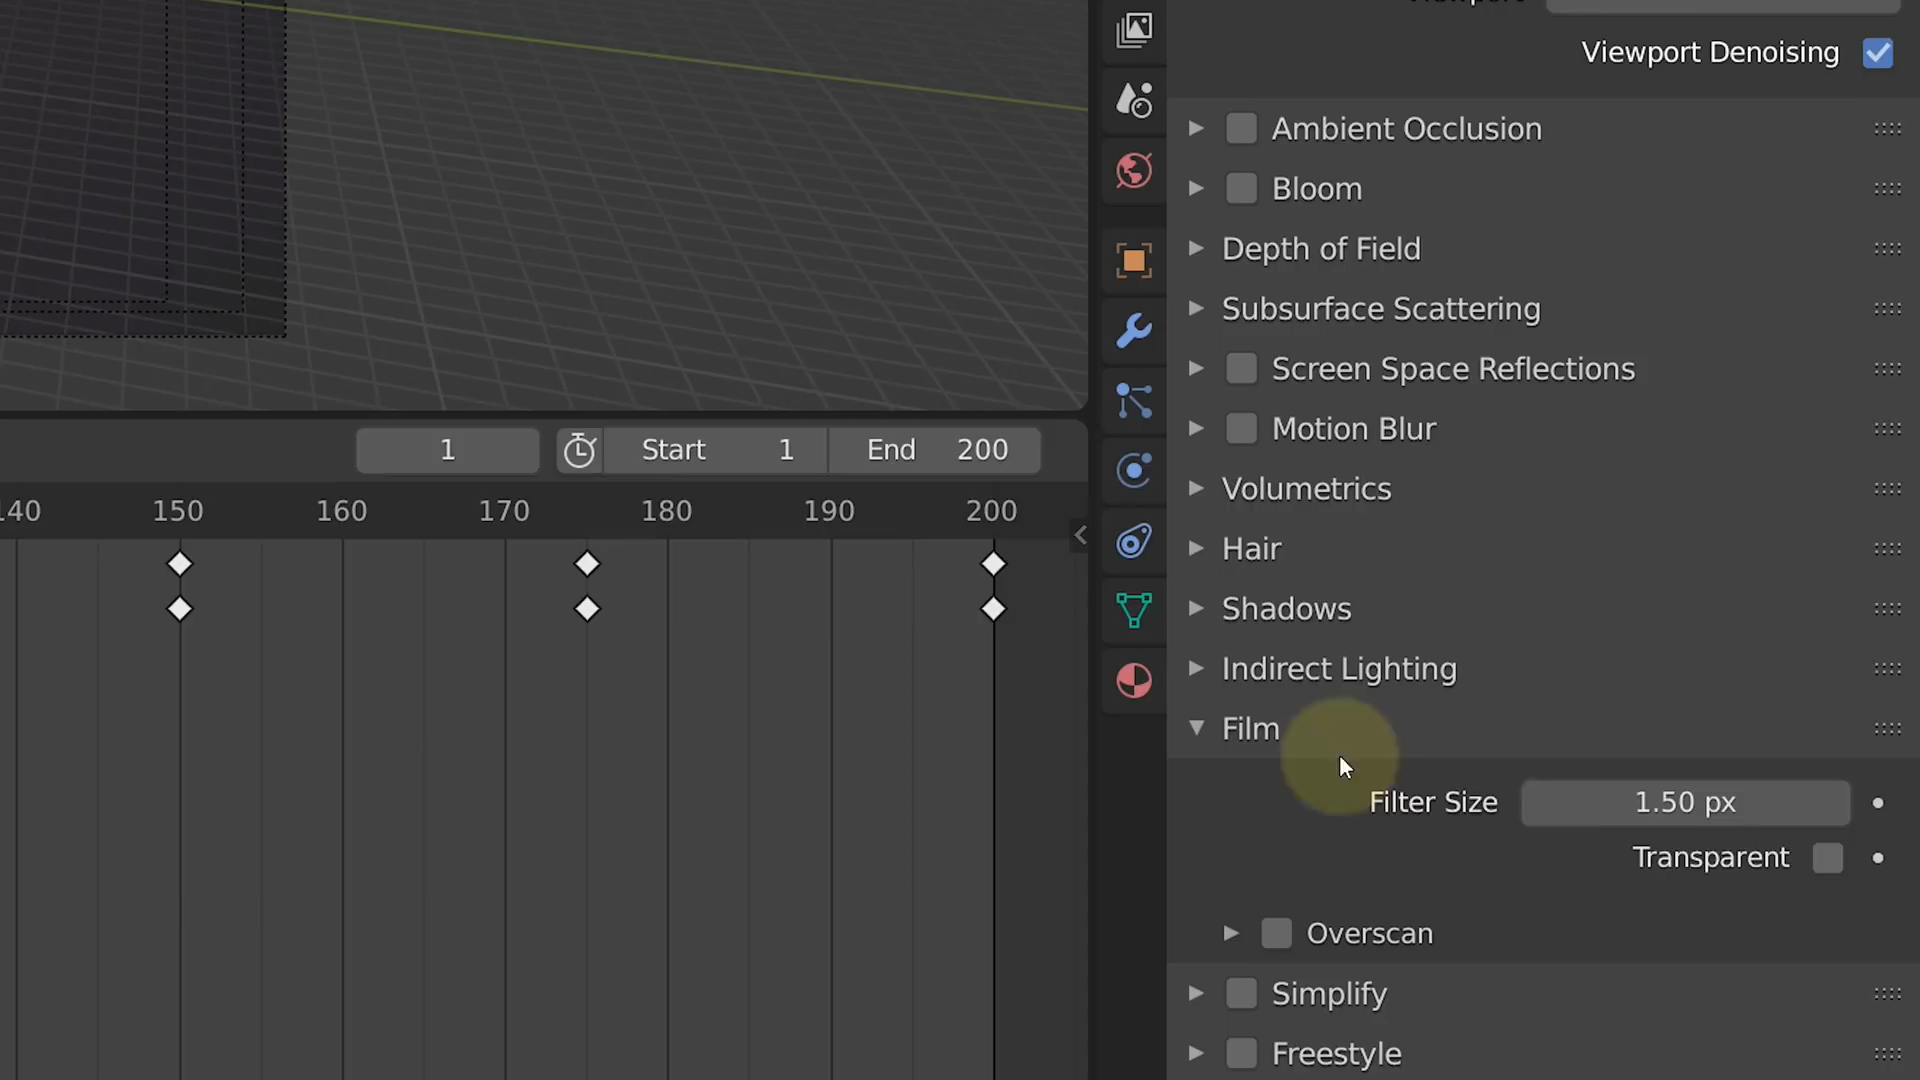 Viewport Denoising
Ambient Occlusion
Bloom
Depth of Field
Subsurface Scattering
Screen Space Reflections
Motion Blur
Volumetrics
Hair
Shadows
Indirect Lighting
Film
Filter Size 1.50 px
Transparent
Overscan
Simplify
Freestyle
1 Start 1 End 200
140 150 160 170 180 190 200